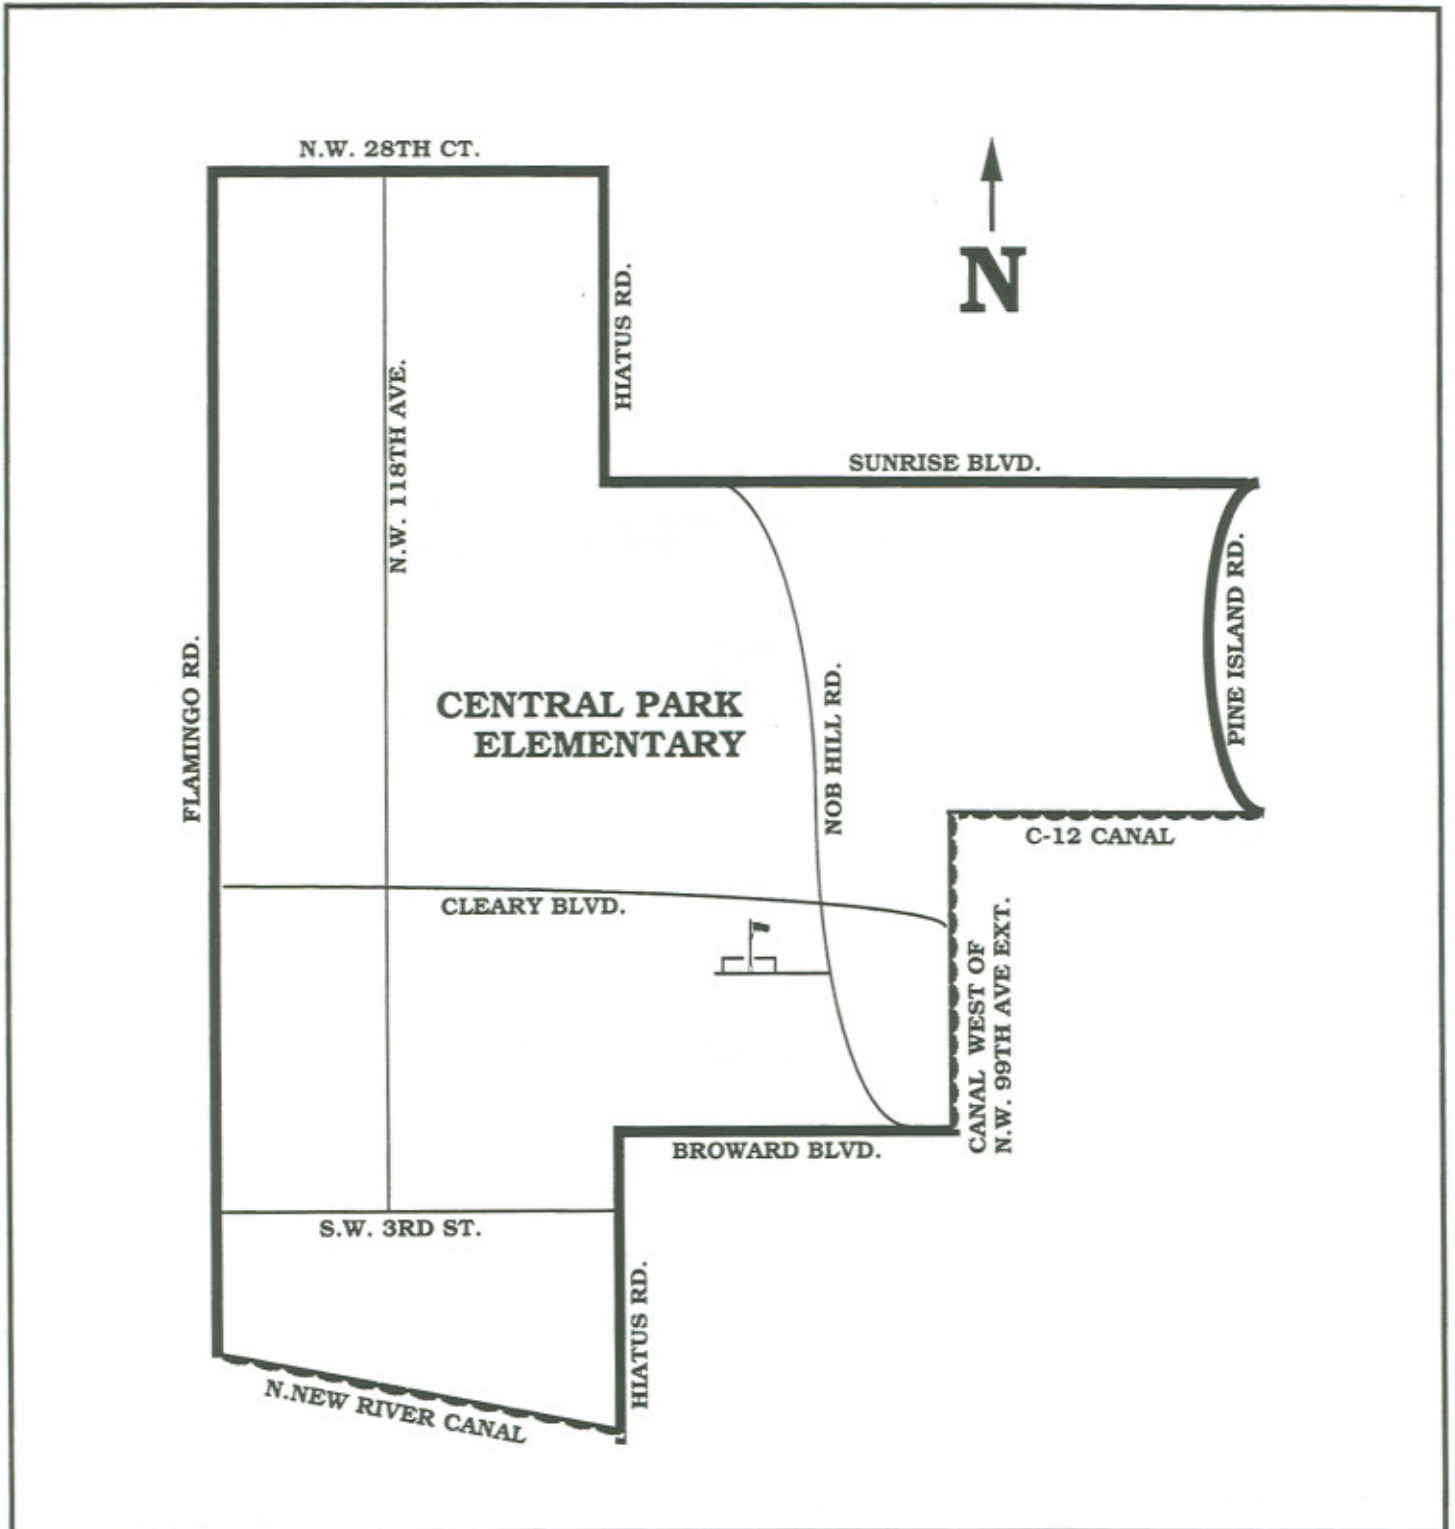 N.W. 28TH CT.
N
HIATUS RD.
N.W. 118TH AVE.
SUNRISE BLVD.
PINE ISLAND RD.
FLAMINGO RD.
CENTRAL PARK
ELEMENTARY
NOB HILL RD.
C-12 CANAL
CLEARY BLVD.
CANAL WEST OF
N.W. 99TH AVE EXT.
BROWARD BLVD.
S.W. 3RD ST.
HIATUS RD.
N.NEW RIVER CANAL